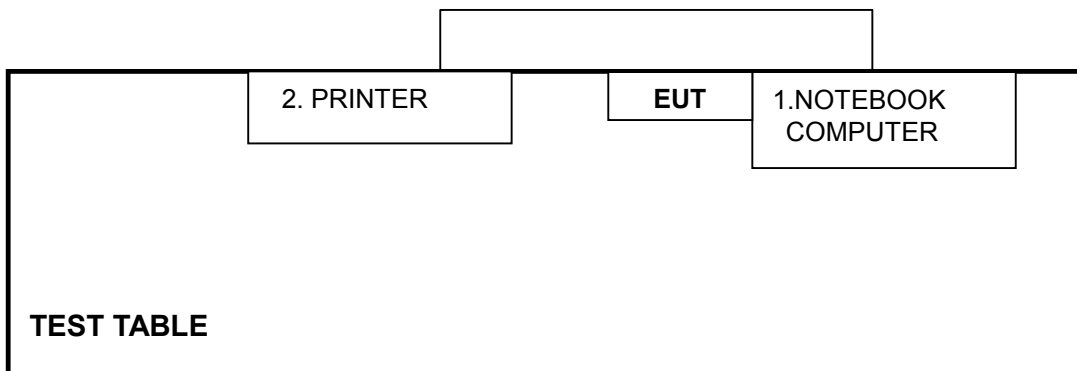 2. PRINTER
EUT
1.NOTEBOOK
COMPUTER
TEST TABLE